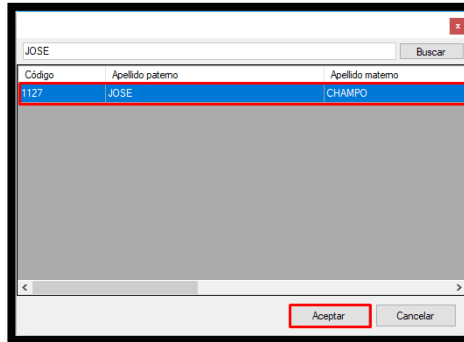 x
JOSE Buscar
Código Apellido paterno Apellido materno
1127 JOSE CHAMPO
< >
Aceptar Cancelar